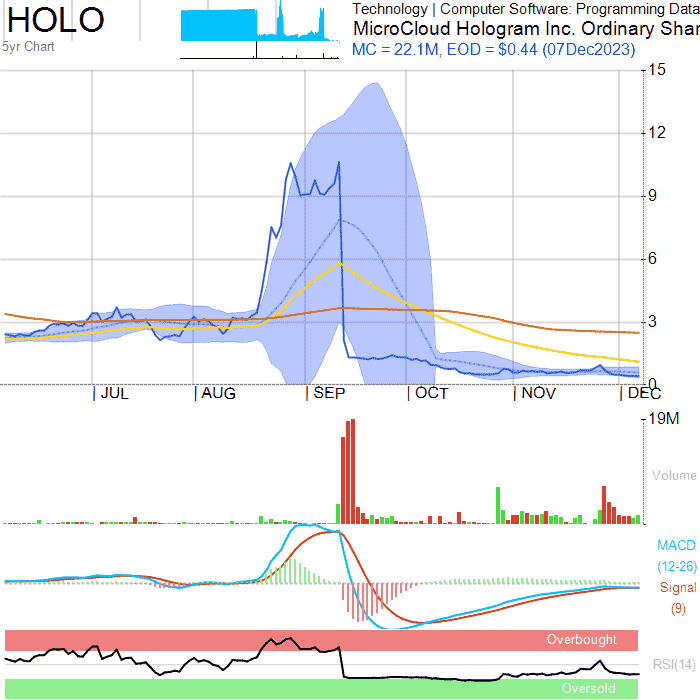 HOLO
5yr Chart
Technology | Computer Software: Programming Data
MicroCloud Hologram Inc. Ordinary Shar
MC = 22.1M, EOD = $0.44 (07Dec2023)
15
12
9
6
3
0
JUL
AUG
SEP
OCT
NOV
DEC
19M
Volume
MACD
(12-26)
Signal
(9)
Overbought
RSI(14)
Oversold